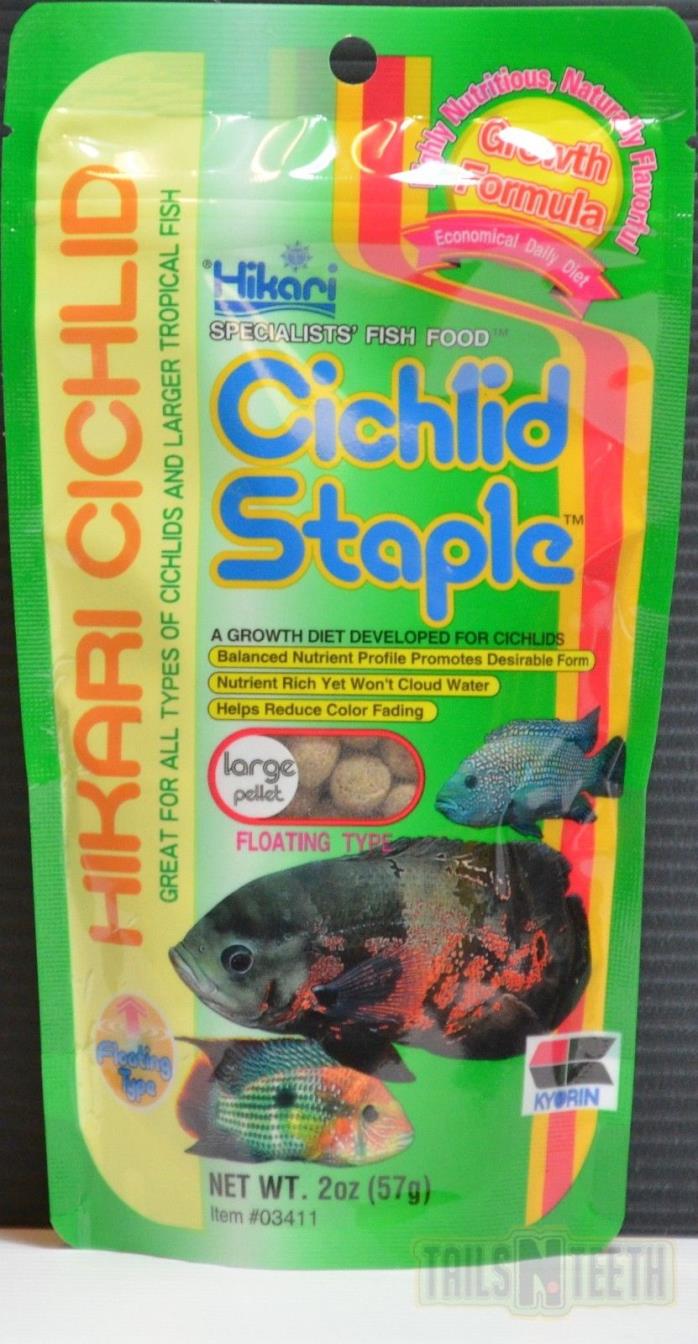 Highly Nutritious, Naturally Flavorful
Growth
Formula
Economical Daily Diet
HIKARI CICHLID
GREAT FOR ALL TYPES OF CICHLIDS AND LARGER TROPICAL FISH
®Hikari
SPECIALISTS' FISH FOOD™
Cichlid
Staple™
A GROWTH DIET DEVELOPED FOR CICHLIDS
Balanced Nutrient Profile Promotes Desirable Form
Nutrient Rich Yet Won't Cloud Water
Helps Reduce Color Fading
large
pellet
FLOATING TYPE
Floating
Type
KYORIN
NET WT. 2oz (57g)
Item #03411
TAILS N. TEETH